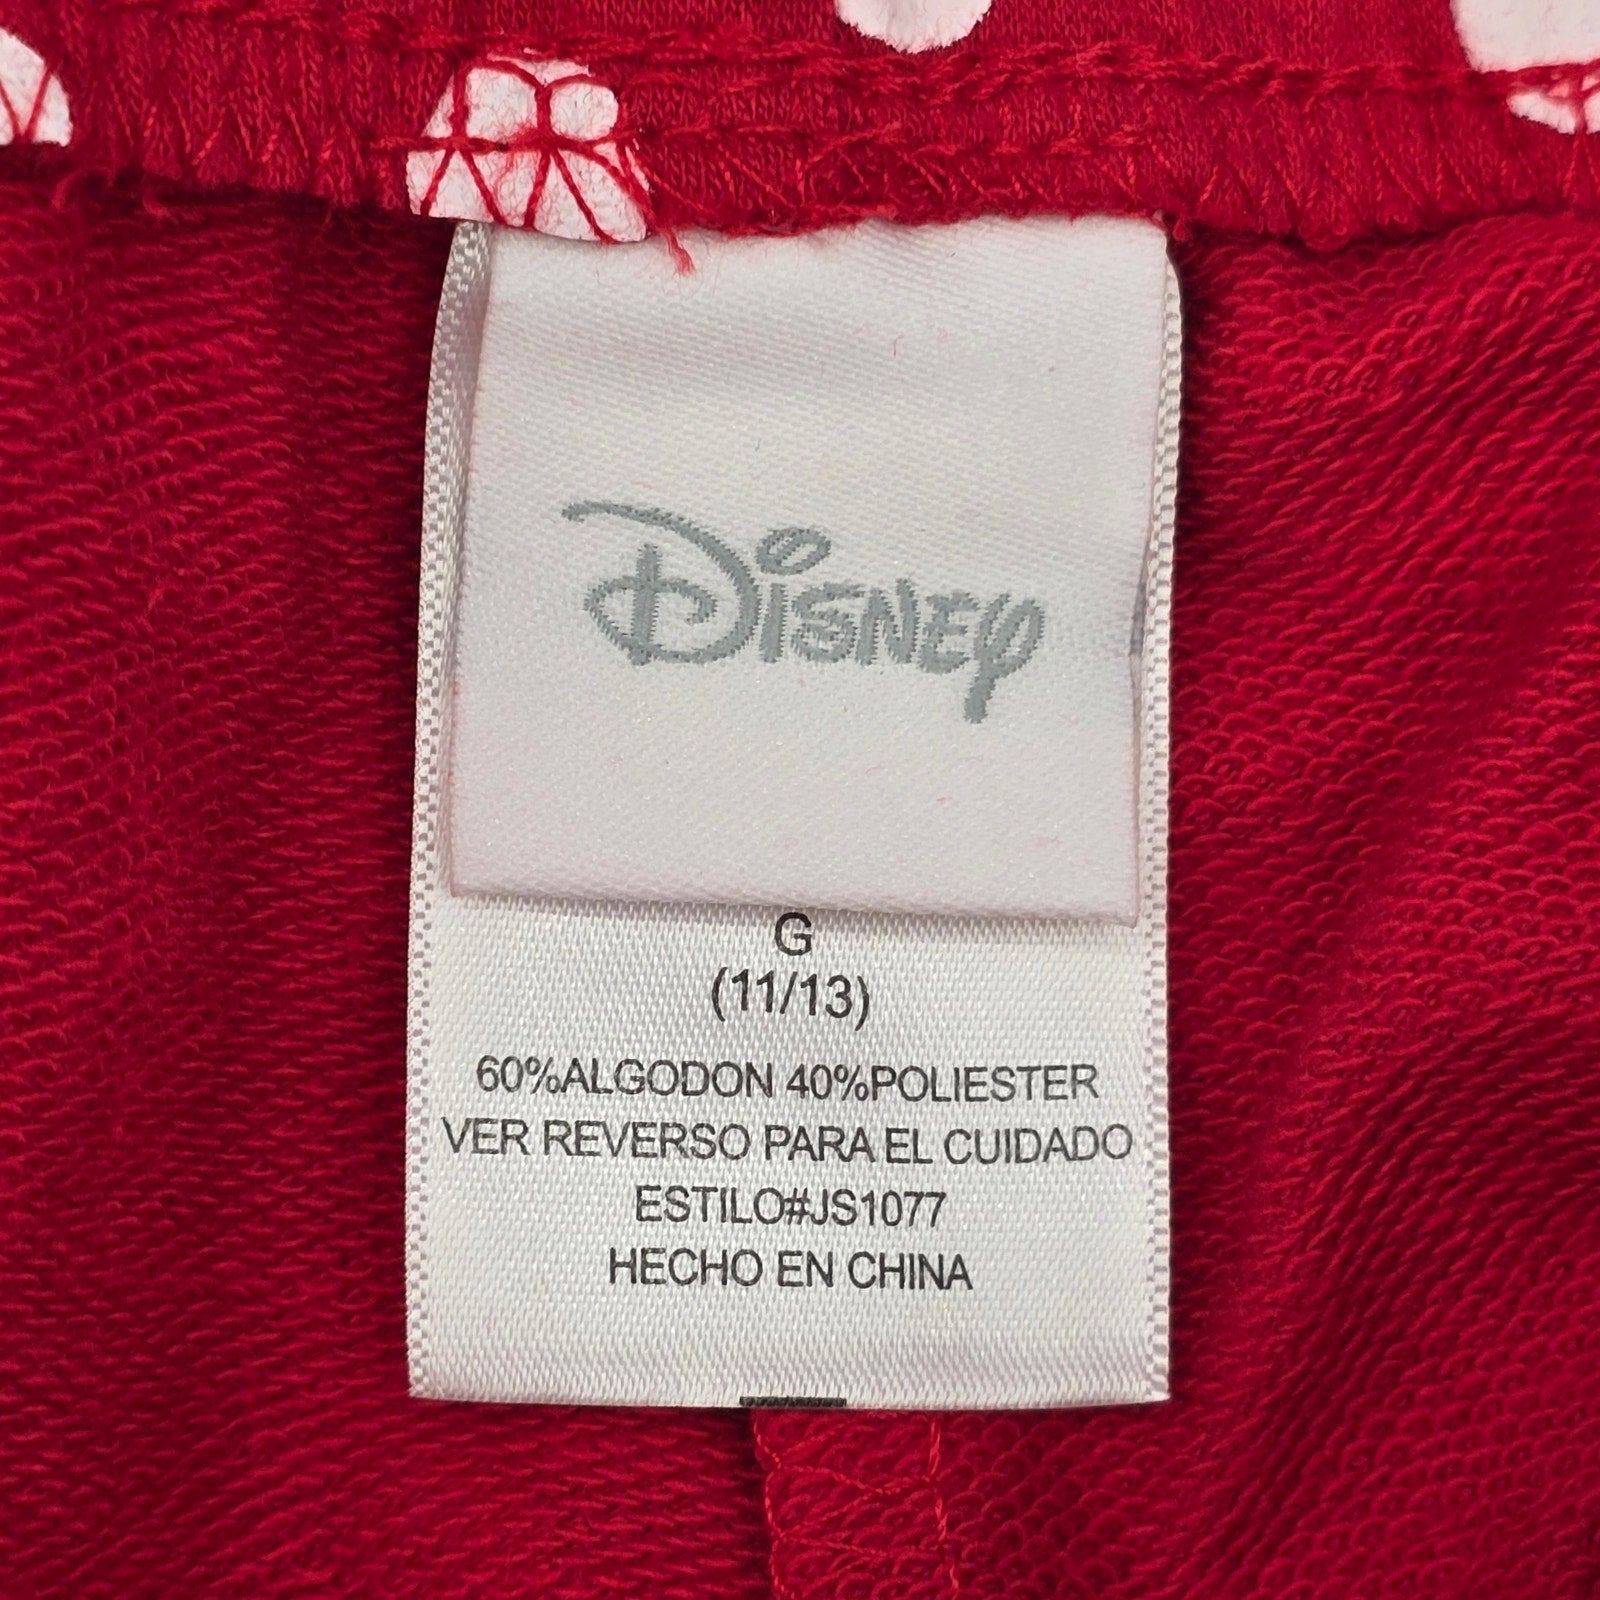 Disney
G
(11/13)
60%ALGODON 40%POLIESTER
VER REVERSO PARA EL CUIDADO
ESTILO#JS1077
HECHO EN CHINA